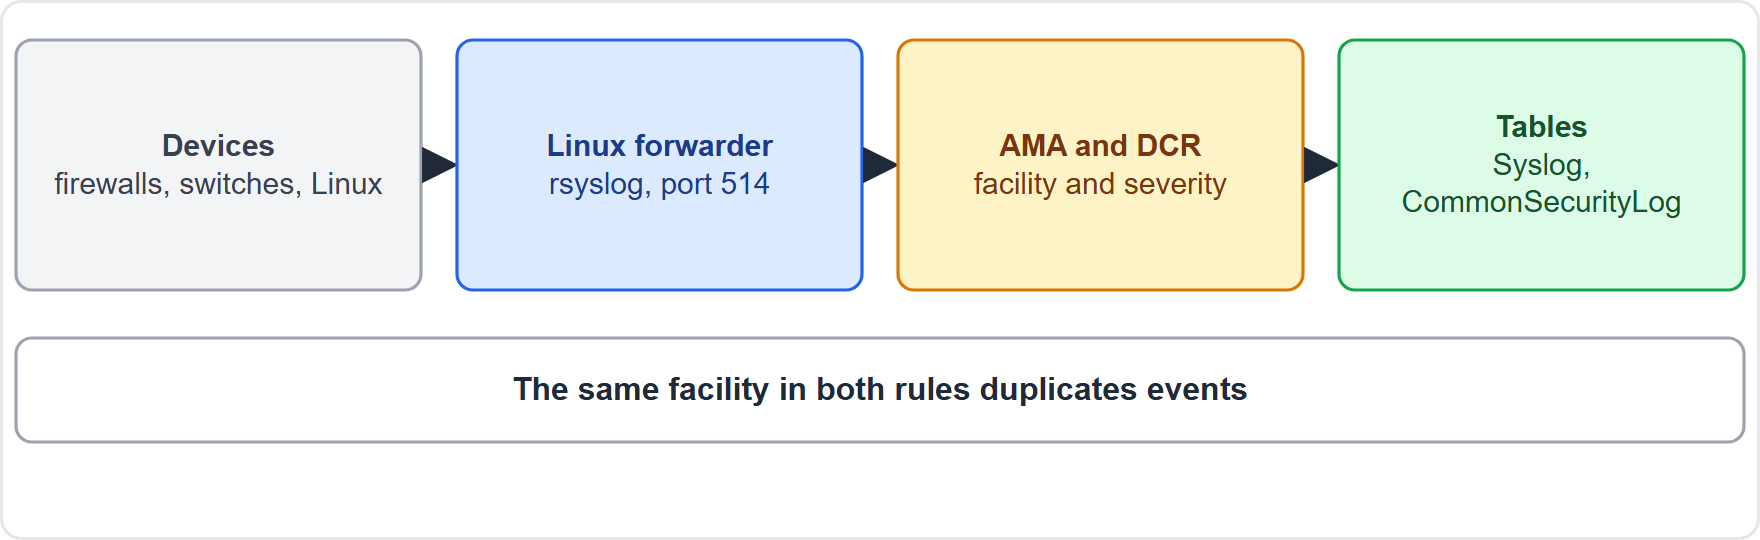 Devices
firewalls, switches, Linux
Linux forwarder
rsyslog, port 514
AMA and DCR
facility and severity
Tables
Syslog,
CommonSecurityLog
The same facility in both rules duplicates events